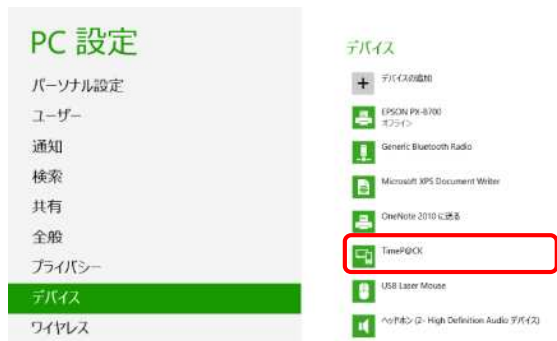 PC 設定
パーソナル設定
ユーザー
通知
検索
共有
全般
プライバシー
デバイス
ワイヤレス
デバイス
デバイスの追加
EPSON PX-B700
オフライン
Generic Bluetooth Radio
Microsoft XPS Document Writer
OneNote 2010 に送る
TimeP@CK
USB Laser Mouse
ヘッドホン (2- High Definition Audio デバイス)